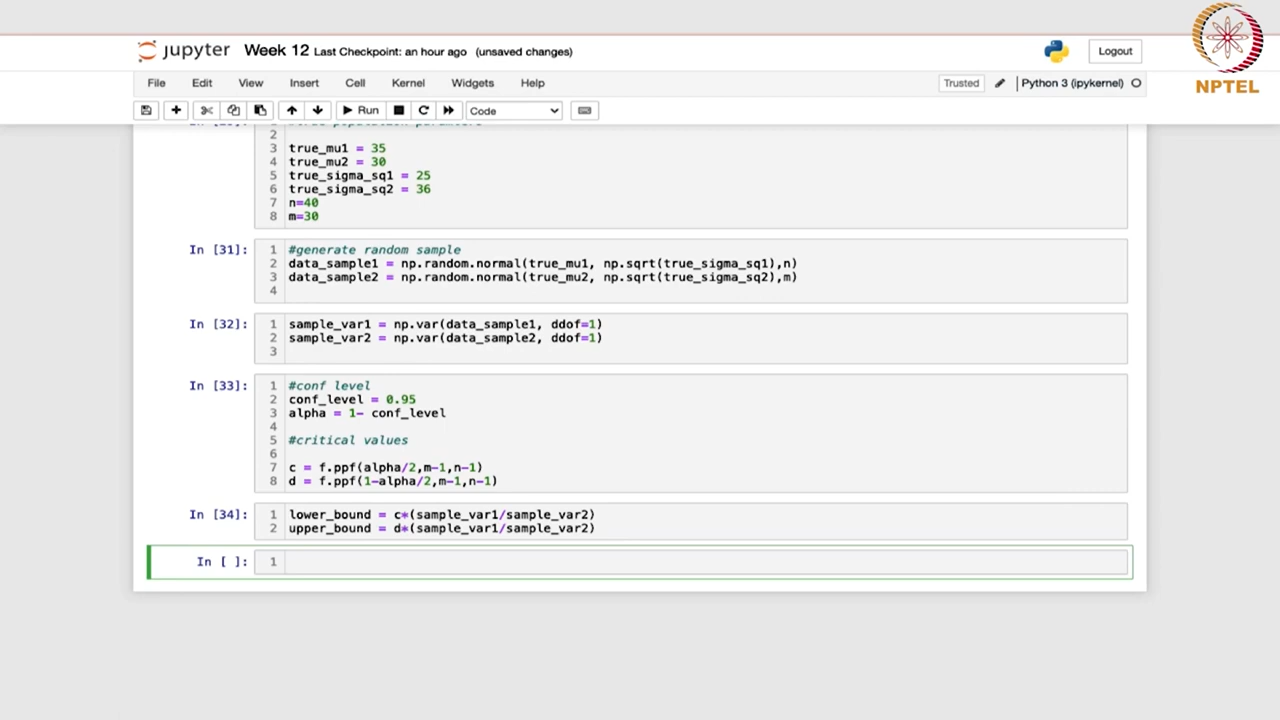 jupyter Week 12 Last Checkpoint: an hour ago (unsaved changes)
Logout
NPTEL
File Edit View Insert Cell Kernel Widgets Help
Trusted Python 3 (ipykernel)
Run Code
2
3 true_mu1 = 35
4 true_mu2 = 30
5 true_sigma_sq1 = 25
6 true_sigma_sq2 = 36
7 n=40
8 m=30
In [31]: 1 #generate random sample
2 data_sample1 = np.random.normal(true_mu1, np.sqrt(true_sigma_sq1),n)
3 data_sample2 = np.random.normal(true_mu2, np.sqrt(true_sigma_sq2),m)
4
In [32]: 1 sample_var1 = np.var(data_sample1, ddof=1)
2 sample_var2 = np.var(data_sample2, ddof=1)
3
In [33]: 1 #conf level
2 conf_level = 0.95
3 alpha = 1- conf_level
4
5 #critical values
6
7 c = f.ppf(alpha/2,m-1,n-1)
8 d = f.ppf(1-alpha/2,m-1,n-1)
In [34]: 1 lower_bound = c*(sample_var1/sample_var2)
2 upper_bound = d*(sample_var1/sample_var2)
In [ ]: 1